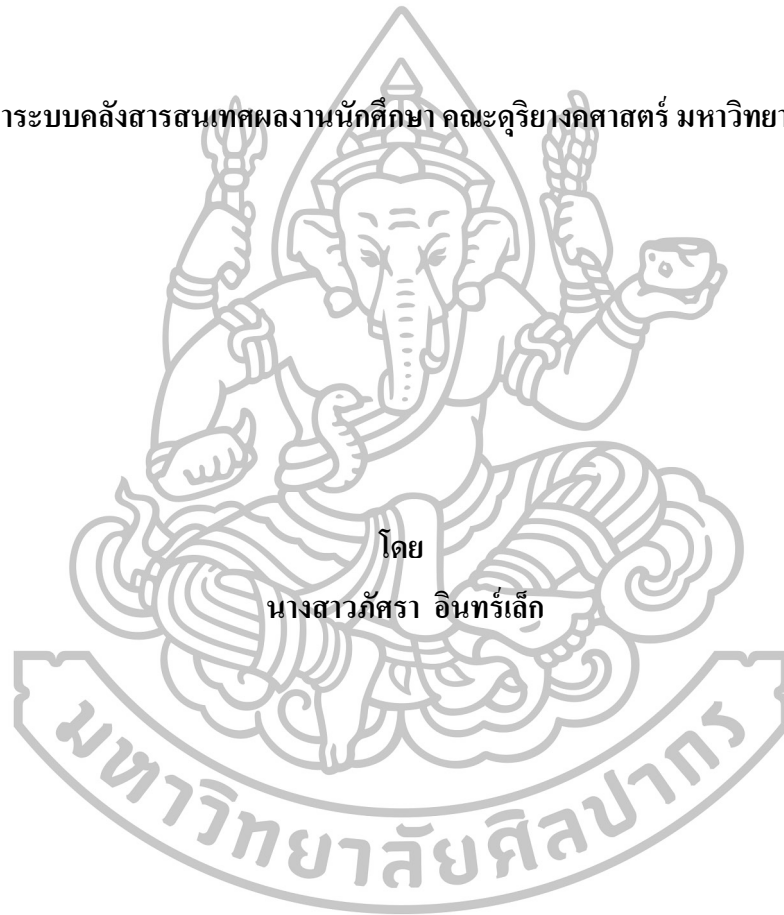 าระบบคลังสารสนเทศผลงานนักศึกษา คณะดุริยางคศาสตร์ มหาวิทยา
โดย
นางสาวภัศรา อินทร์เล็ก
มหาวิทยาลัยศิลปากร